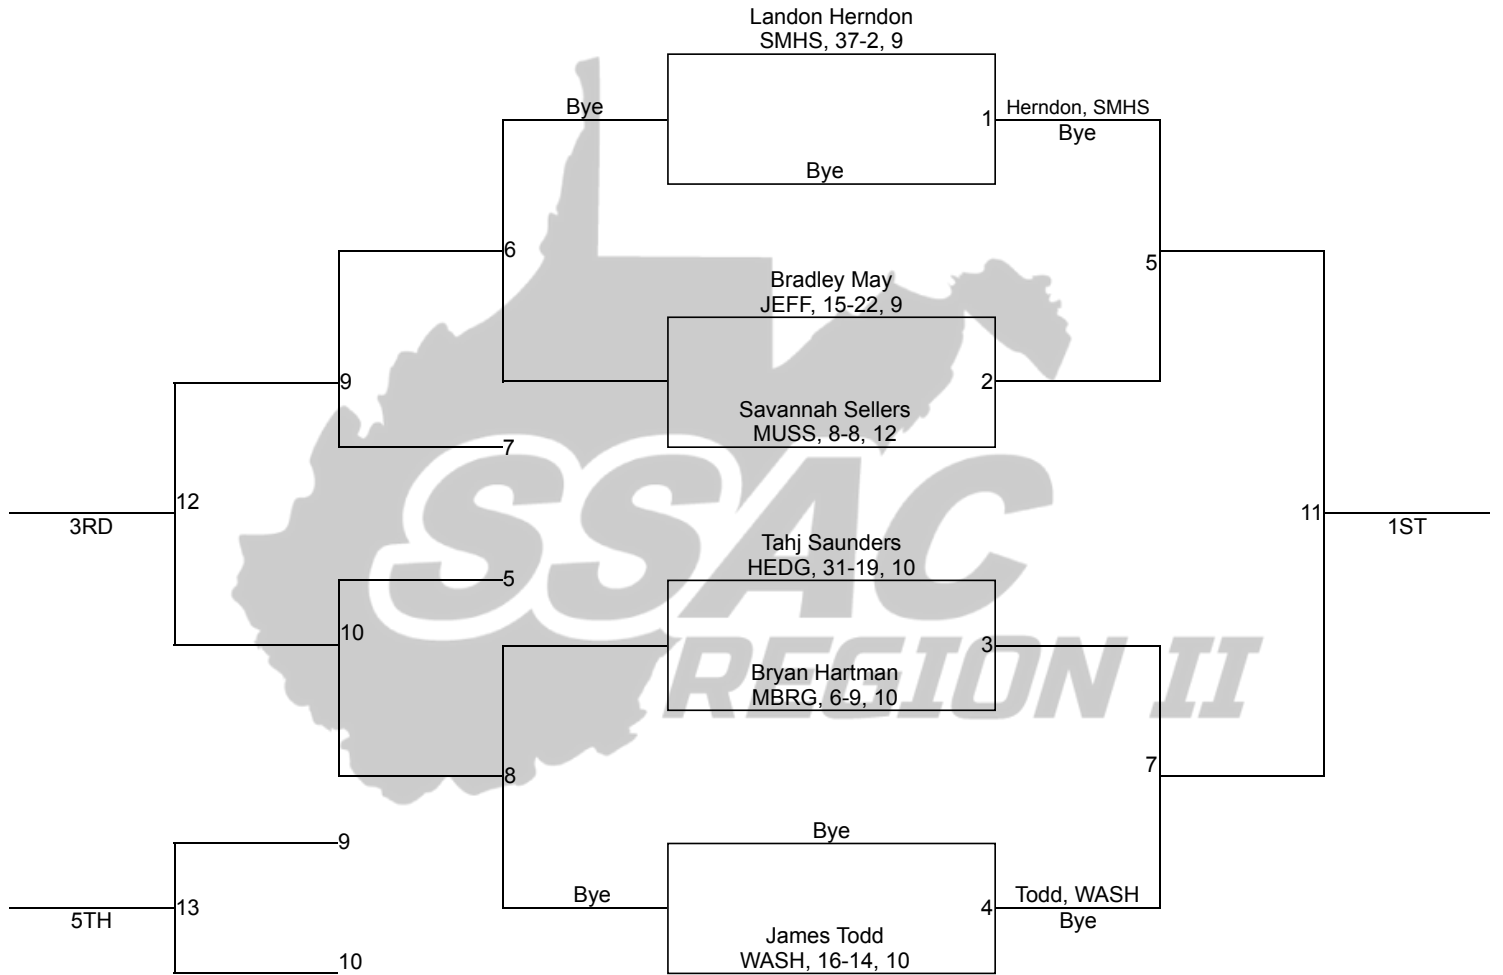 Landon Herndon
SMHS, 37-2, 9
Bye
1
Herndon, SMHS
Bye
Bye
6
5
Bradley May
JEFF, 15-22, 9
9
2
Savannah Sellers
MUSS, 8-8, 12
7
SSAC
12
3RD
11
1ST
Tahj Saunders
HEDG, 31-19, 10
5
10
3
REGION II
Bryan Hartman
MBRG, 6-9, 10
8
7
Bye
9
Bye
Todd, WASH
Bye
13
5TH
4
James Todd
WASH, 16-14, 10
10